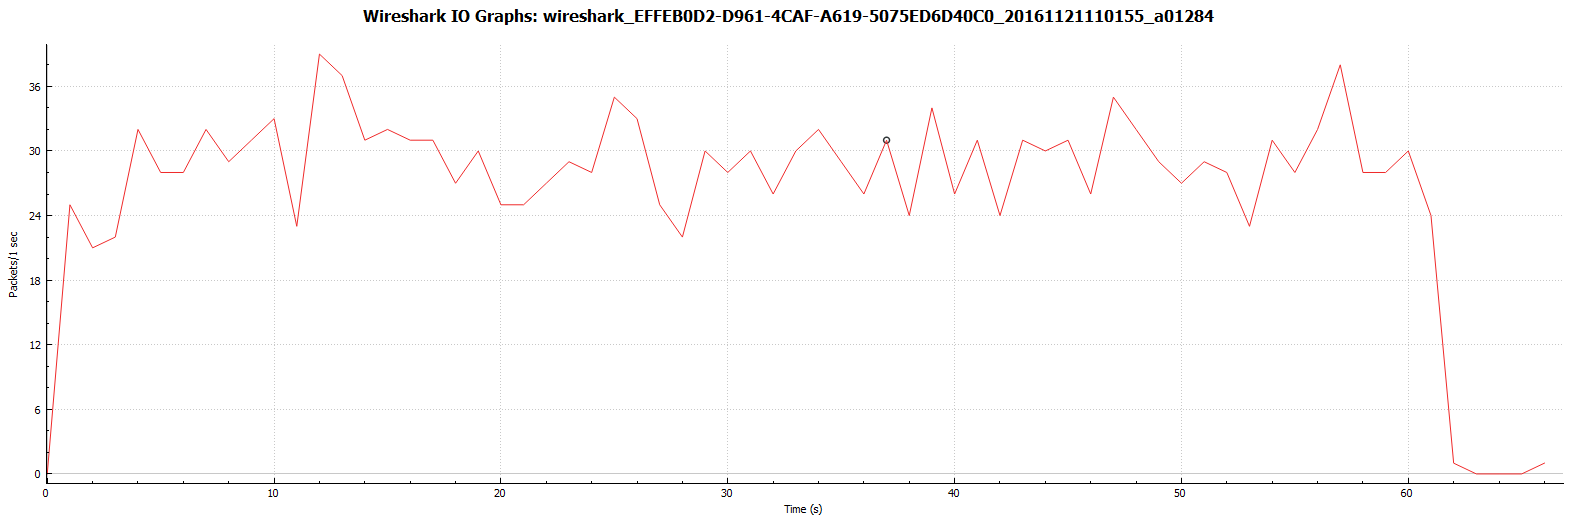 Wireshark IO Graphs: wireshark_EFFEB0D2-D961-4CAF-A619-5075ED6D40C0_20161121110155_a01284
Packets/1 sec
36
30
24
18
12
6
0
0 10 20 30 40 50 60
Time (s)